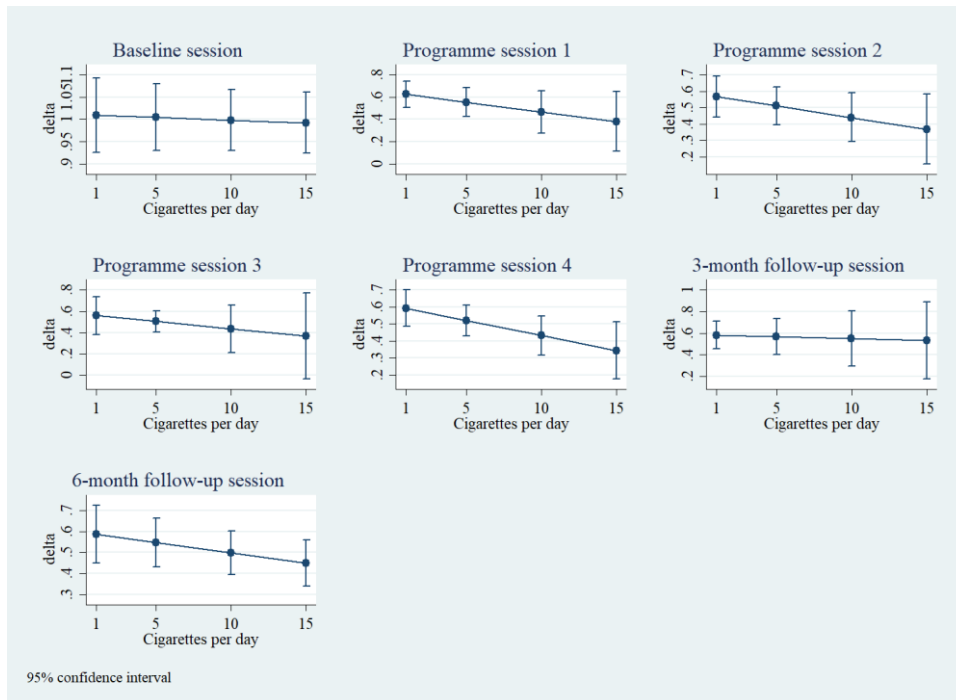 Baseline session
delta
.9 .95 1 1.05 1.1
1 5 10 15
Cigarettes per day
Programme session 1
delta
0 .2 .4 .6 .8
1 5 10 15
Cigarettes per day
Programme session 2
delta
.2 .3 .4 .5 .6 .7
1 5 10 15
Cigarettes per day
Programme session 3
delta
0 .2 .4 .6 .8
1 5 10 15
Cigarettes per day
Programme session 4
delta
.2 .3 .4 .5 .6 .7
1 5 10 15
Cigarettes per day
3-month follow-up session
delta
.2 .4 .6 .8 1
1 5 10 15
Cigarettes per day
6-month follow-up session
delta
.3 .4 .5 .6 .7
1 5 10 15
Cigarettes per day
95% confidence interval